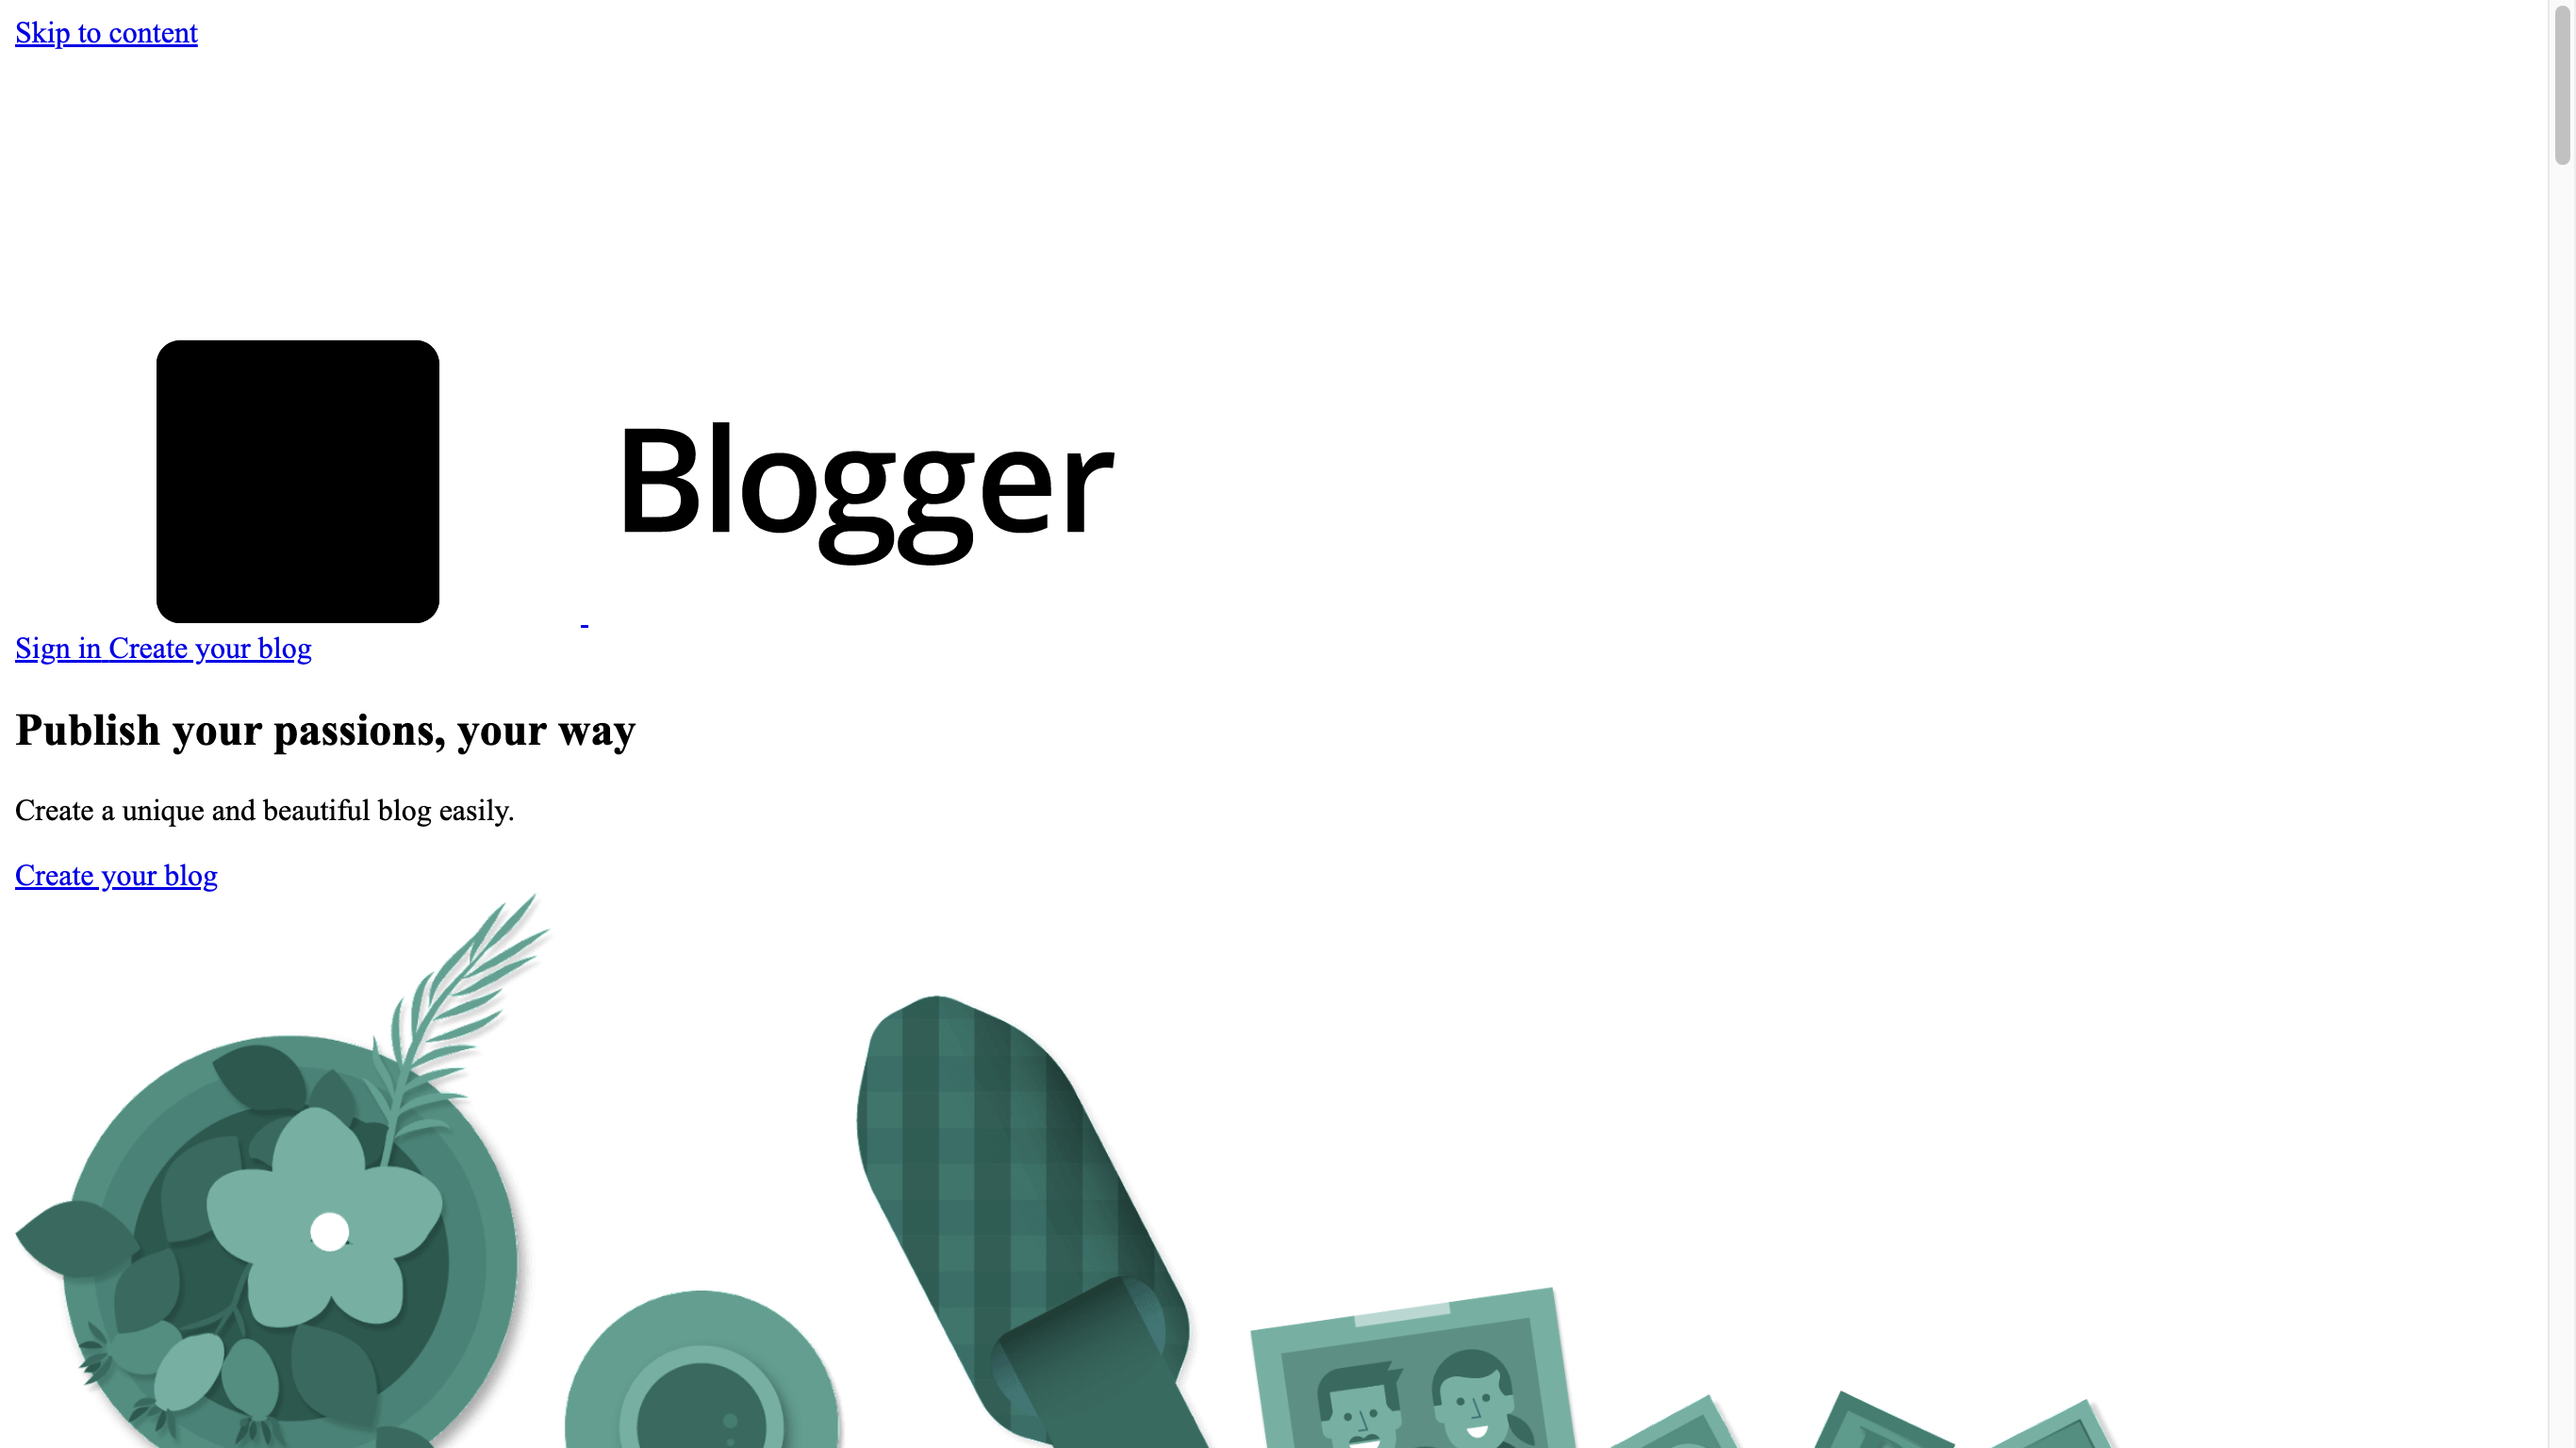 Skip to content
Blogger
Sign in Create your blog
Publish your passions, your way
Create a unique and beautiful blog easily.
Create your blog